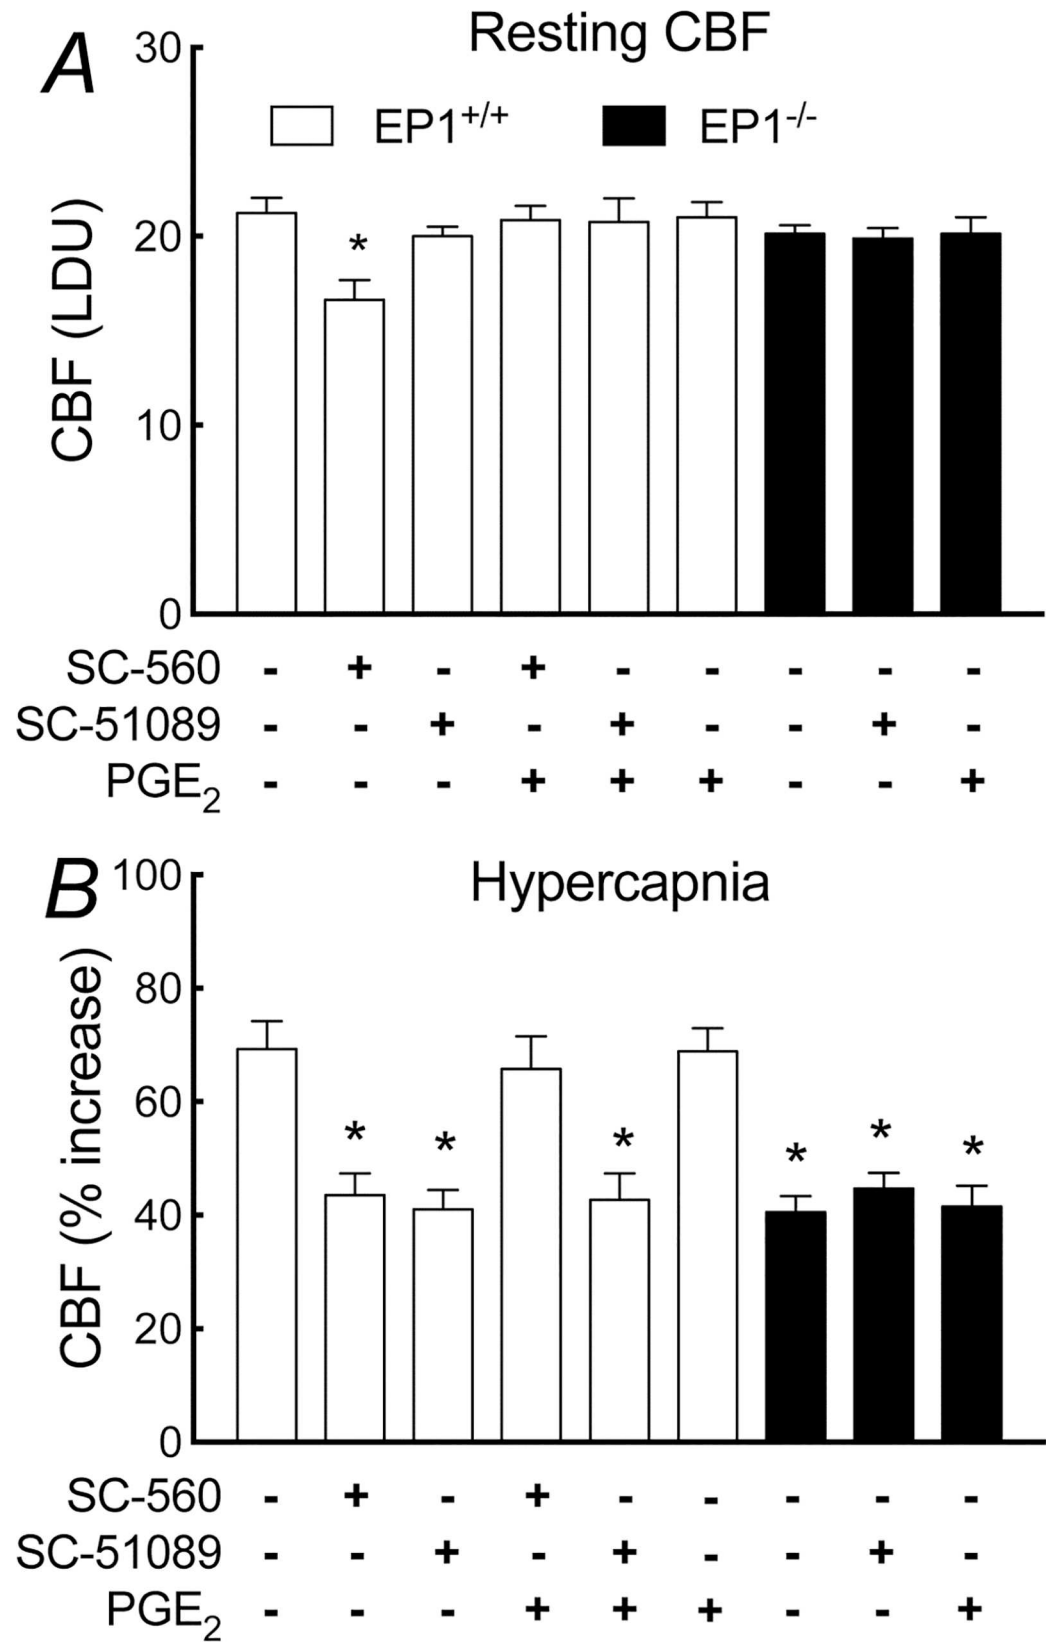 A
Resting CBF
30
EP1+/+ EP1-/-
20
10
0
CBF (LDU)
SC-560 - + - + - - - - -
SC-51089 - - + - + - - + -
PGE2 - - - + + + - - +
B
Hypercapnia
100
80
60
40
20
0
CBF (% increase)
* * * * * * *
SC-560 - + - + - - - - -
SC-51089 - - + - + - - + -
PGE2 - - - + + + - - +